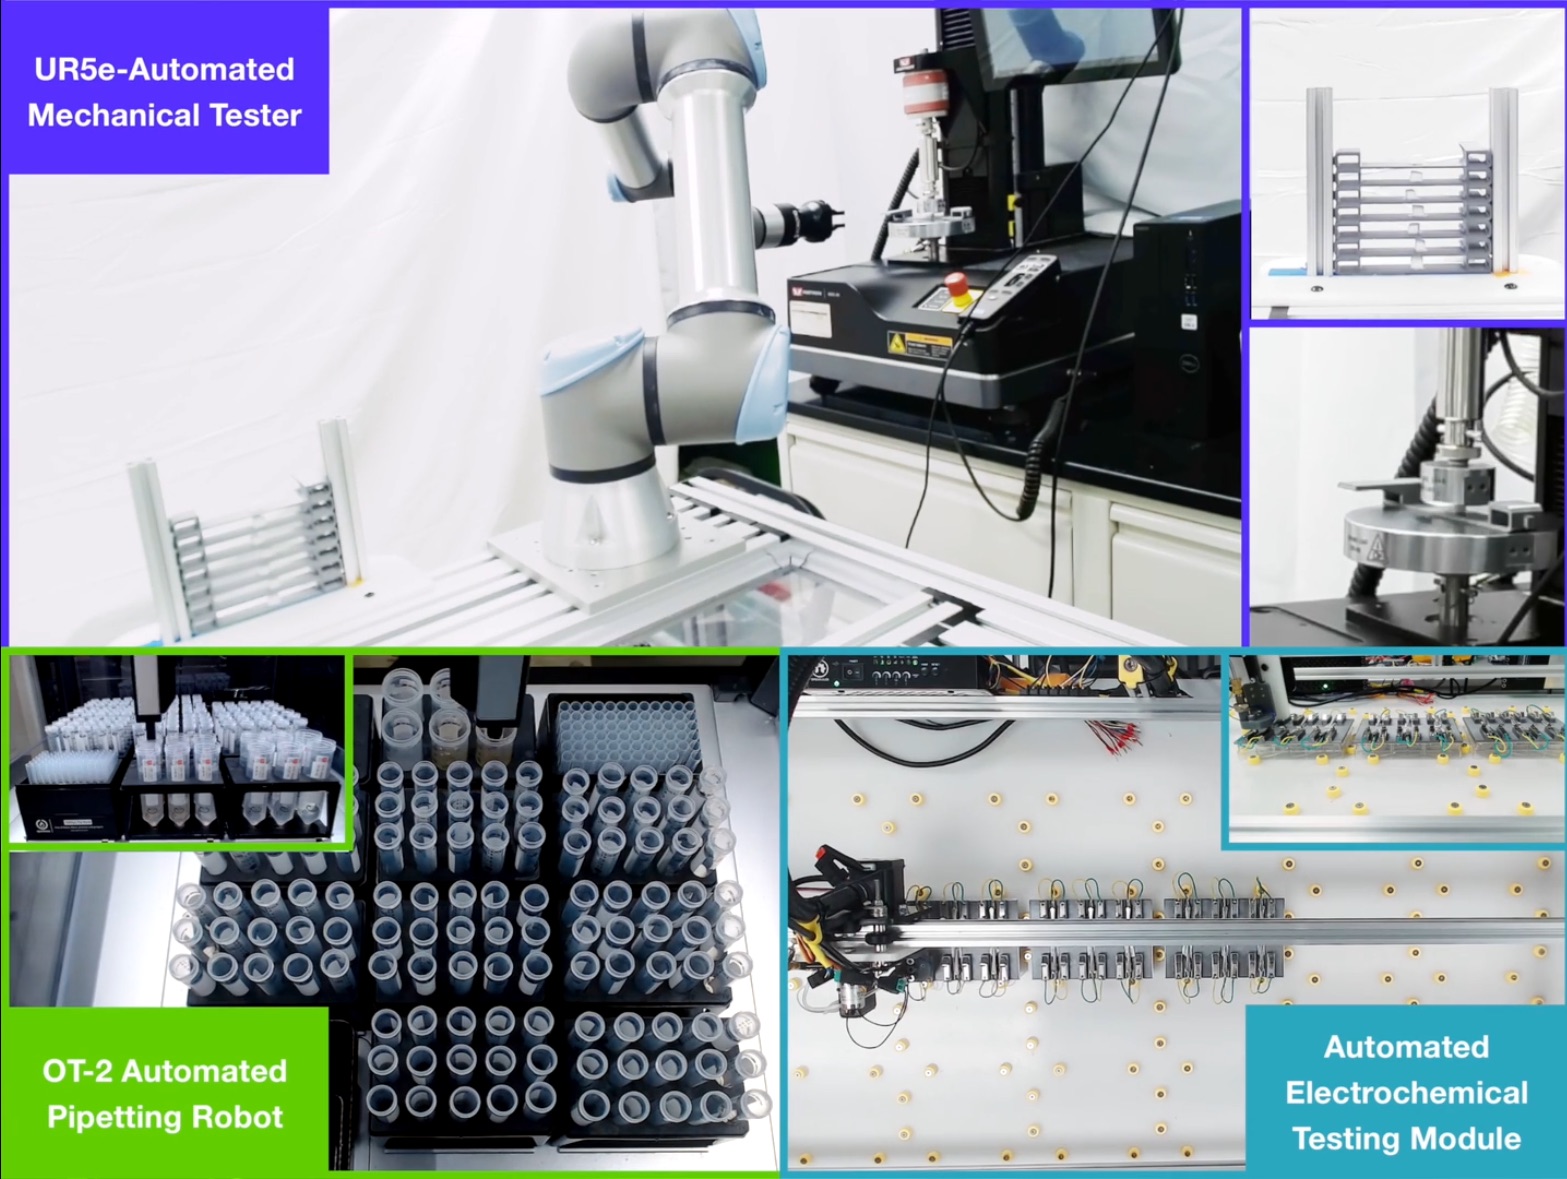 UR5e-Automated
Mechanical Tester
OT-2 Automated
Pipetting Robot
Automated
Electrochemical
Testing Module